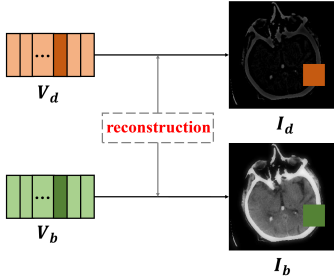 ...
V_d
I_d
reconstruction
...
V_b
I_b